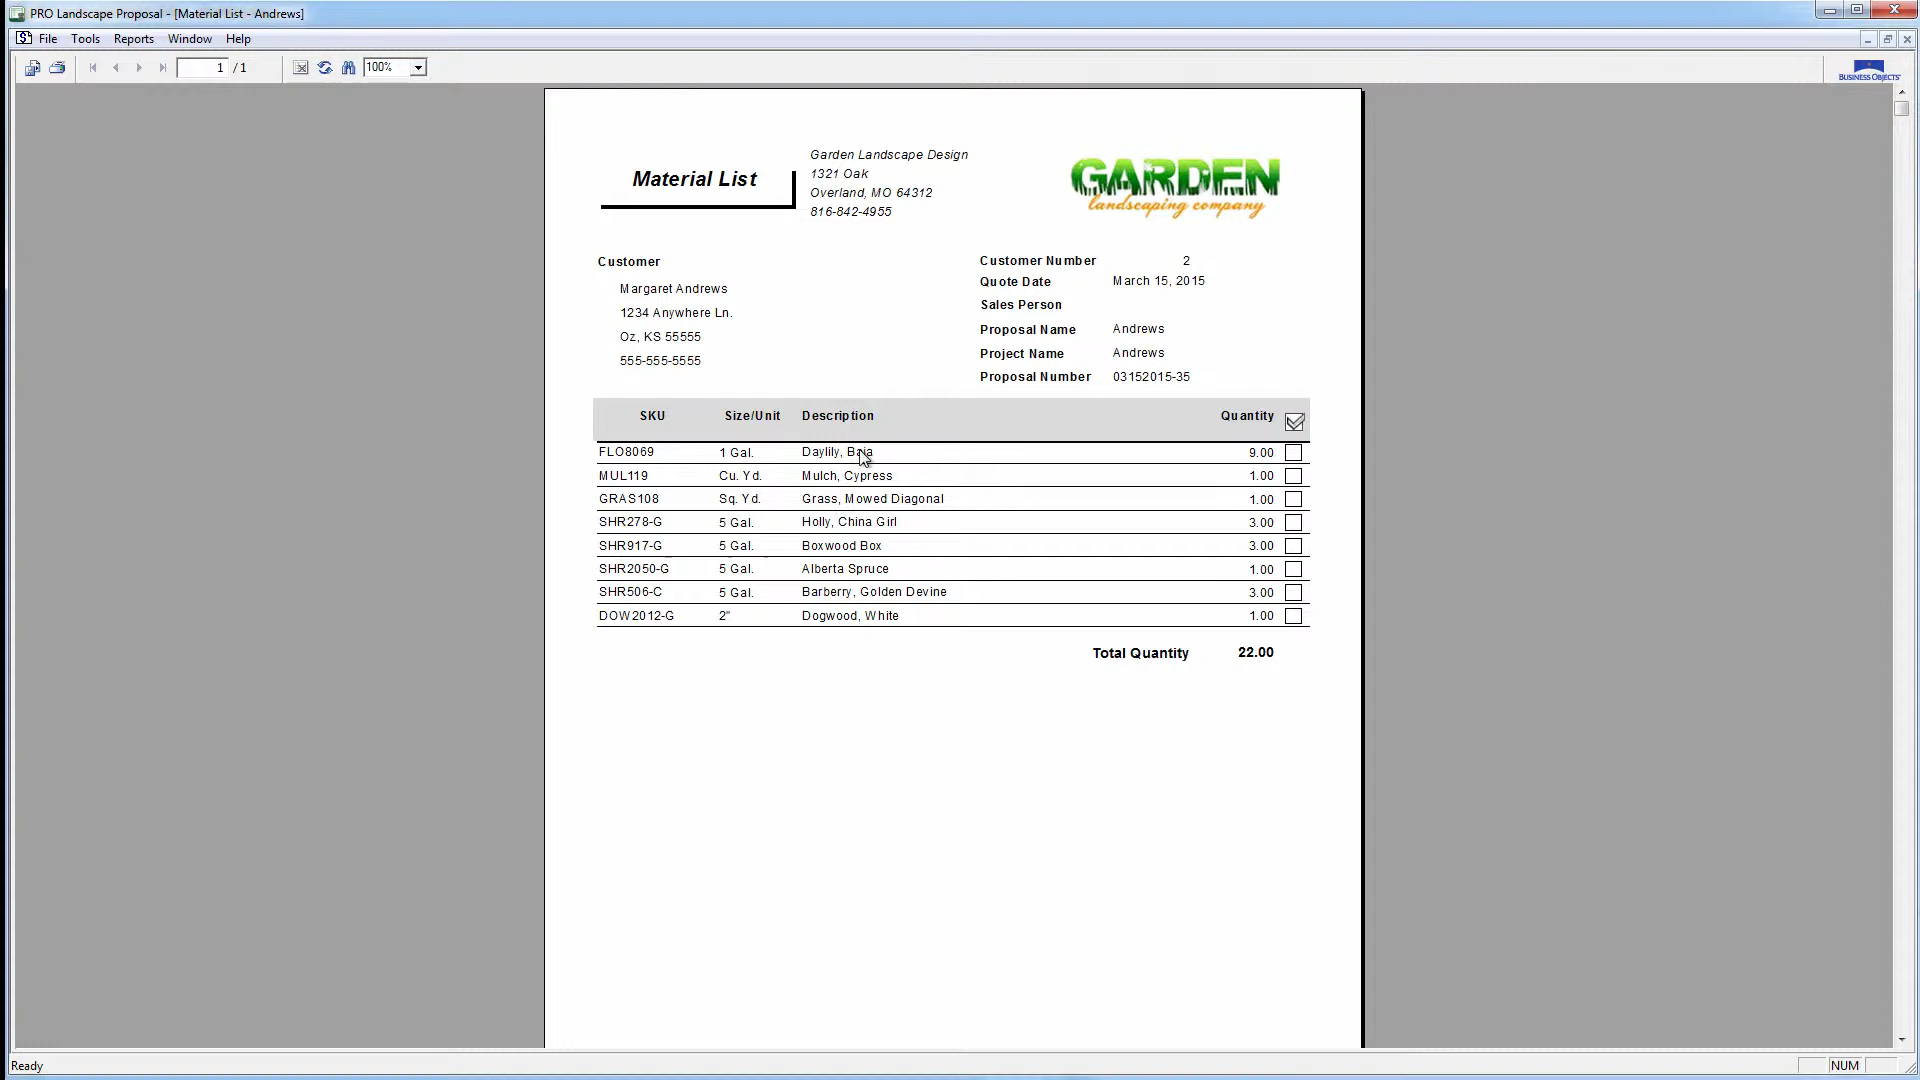 PRO Landscape Proposal - [Material List - Andrews]
File Tools Reports Window Help
1 /1 100%
BUSINESS OBJECTS
Material List
Garden Landscape Design
1321 Oak
Overland, MO 64312
816-842-4955
GARDEN
landscaping company
Customer
Margaret Andrews
1234 Anywhere Ln.
Oz, KS 55555
555-555-5555
Customer Number 2
Quote Date March 15, 2015
Sales Person
Proposal Name Andrews
Project Name Andrews
Proposal Number 03152015-35
SKU Size/Unit Description Quantity
FLO8069 1 Gal. Daylily, Baja 9.00
MUL119 Cu. Yd. Mulch, Cypress 1.00
GRAS108 Sq. Yd. Grass, Mowed Diagonal 1.00
SHR278-G 5 Gal. Holly, China Girl 3.00
SHR917-G 5 Gal. Boxwood Box 3.00
SHR2050-G 5 Gal. Alberta Spruce 1.00
SHR506-C 5 Gal. Barberry, Golden Devine 3.00
DOW2012-G 2" Dogwood, White 1.00
Total Quantity 22.00
Ready NUM